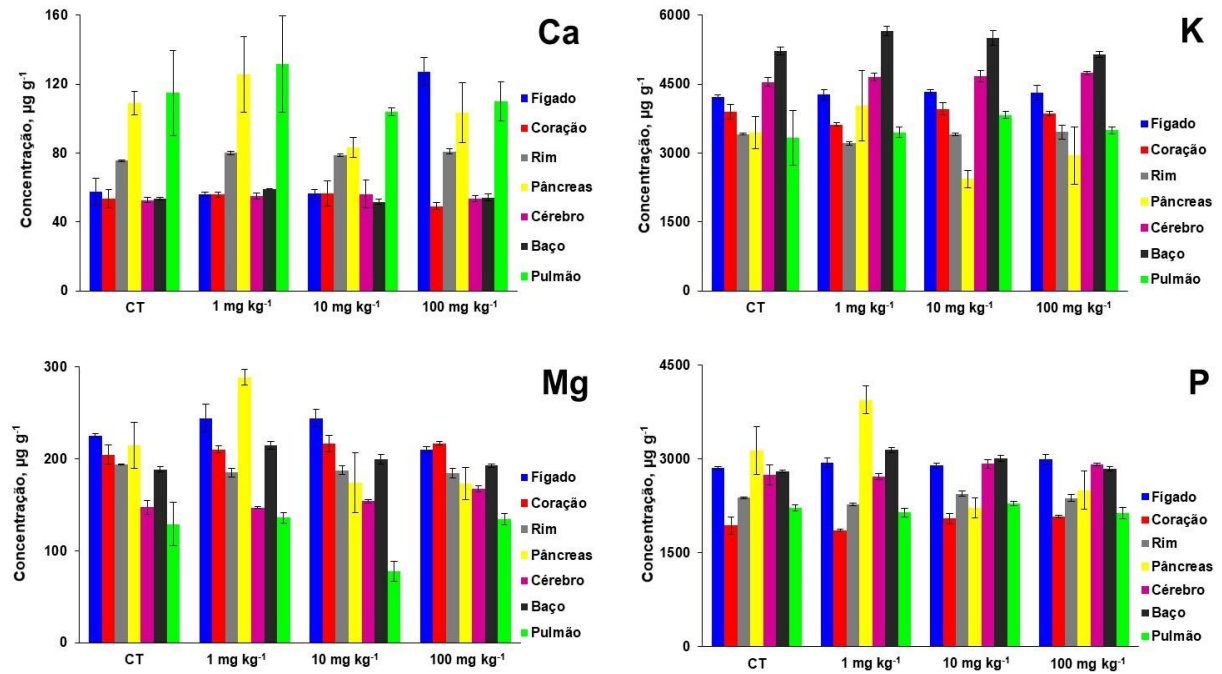 Ca
Concentração, µg g⁻¹
160
120
80
40
0
CT
1 mg kg⁻¹
10 mg kg⁻¹
100 mg kg⁻¹
Fígado
Coração
Rim
Pâncreas
Cérebro
Baço
Pulmão
K
Concentração, µg g⁻¹
6000
4500
3000
1500
0
CT
1 mg kg⁻¹
10 mg kg⁻¹
100 mg kg⁻¹
Fígado
Coração
Rim
Pâncreas
Cérebro
Baço
Pulmão
Mg
Concentração, µg g⁻¹
300
200
100
0
CT
1 mg kg⁻¹
10 mg kg⁻¹
100 mg kg⁻¹
Fígado
Coração
Rim
Pâncreas
Cérebro
Baço
Pulmão
P
Concentração, µg g⁻¹
4500
3000
1500
0
CT
1 mg kg⁻¹
10 mg kg⁻¹
100 mg kg⁻¹
Fígado
Coração
Rim
Pâncreas
Cérebro
Baço
Pulmão